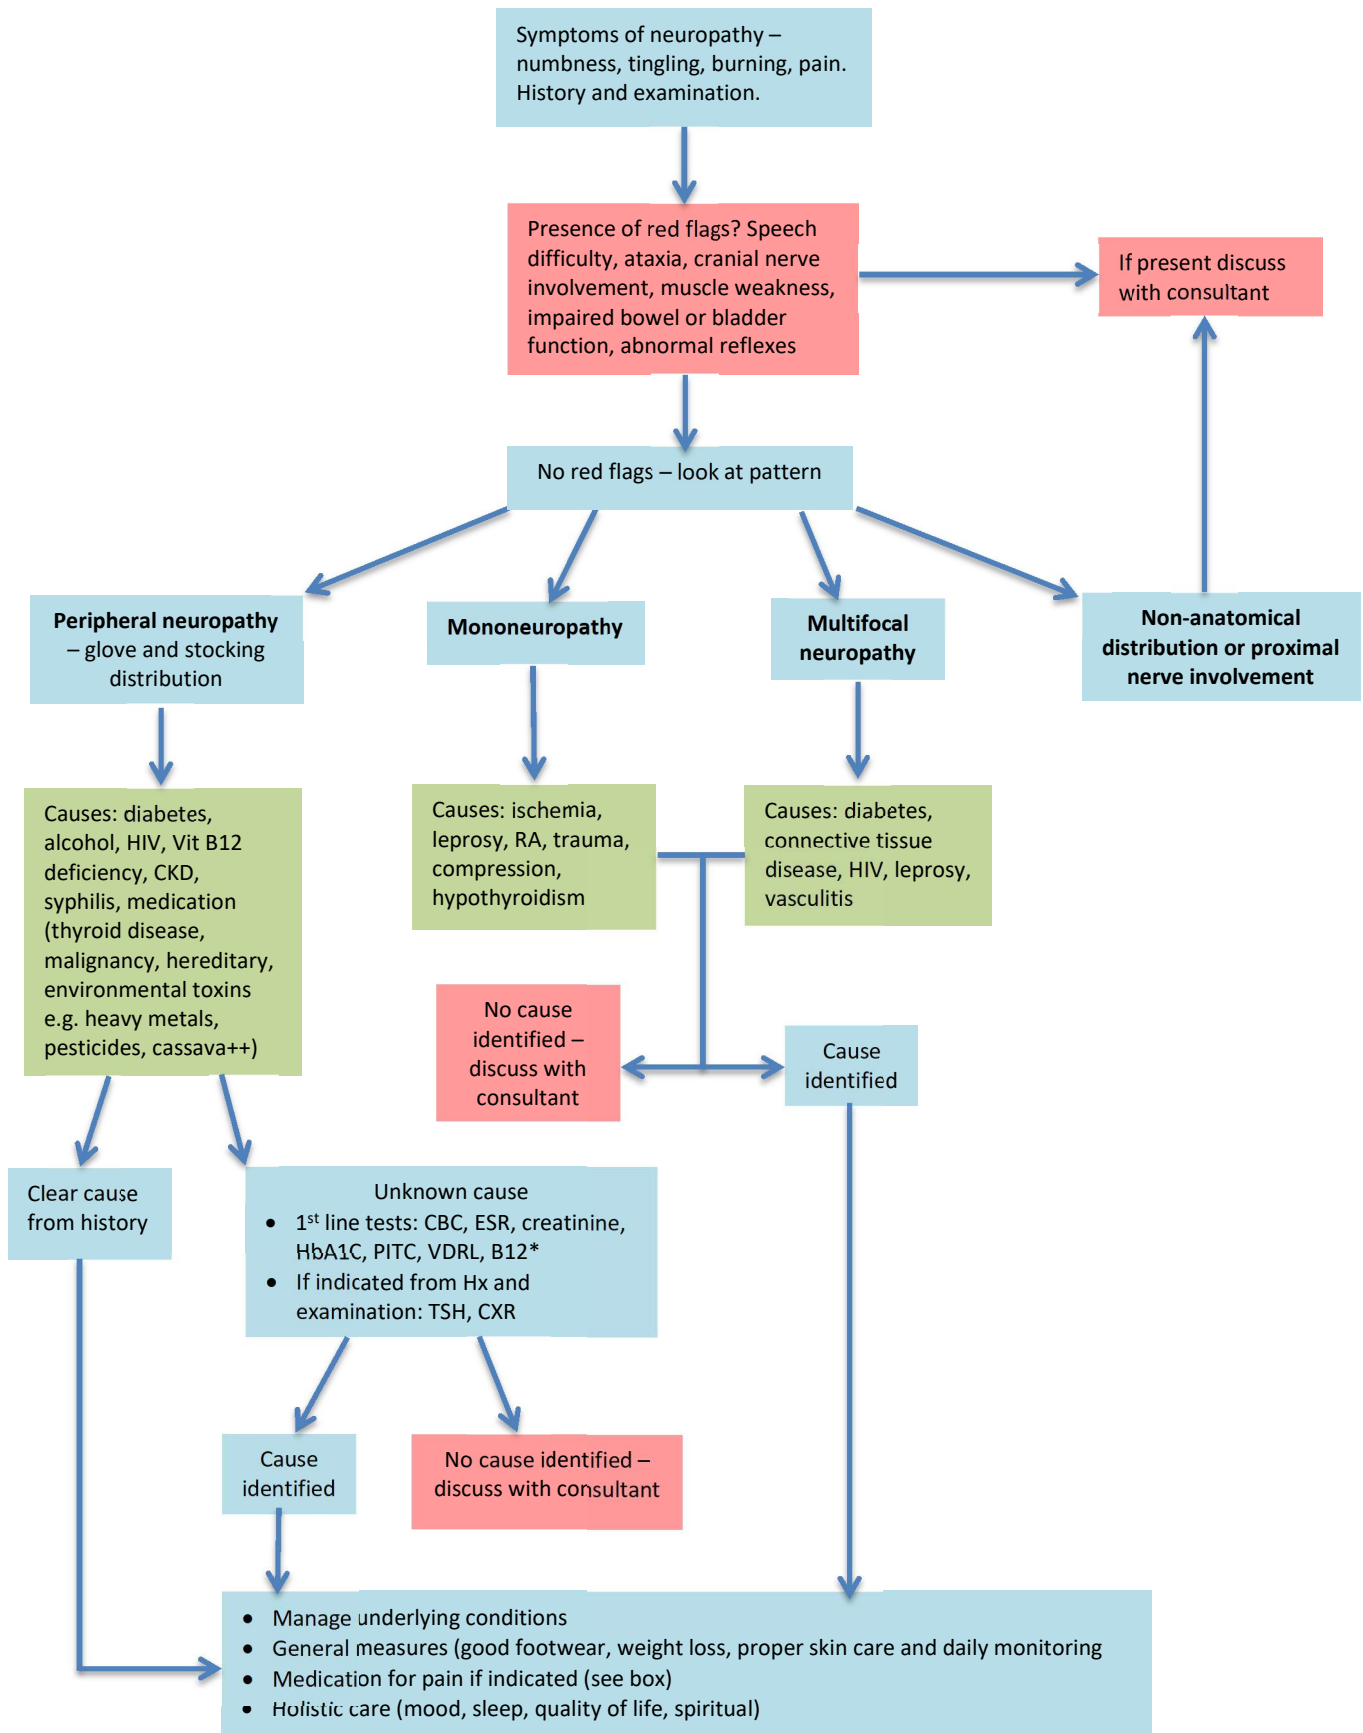 Symptoms of neuropathy –
numbness, tingling, burning, pain.
History and examination.
Presence of red flags? Speech
difficulty, ataxia, cranial nerve
involvement, muscle weakness,
impaired bowel or bladder
function, abnormal reflexes
If present discuss
with consultant
No red flags – look at pattern
Peripheral neuropathy
– glove and stocking
distribution
Mononeuropathy
Multifocal
neuropathy
Non-anatomical
distribution or proximal
nerve involvement
Causes: diabetes,
alcohol, HIV, Vit B12
deficiency, CKD,
syphilis, medication
(thyroid disease,
malignancy, hereditary,
environmental toxins
e.g. heavy metals,
pesticides, cassava++)
Causes: ischemia,
leprosy, RA, trauma,
compression,
hypothyroidism
Causes: diabetes,
connective tissue
disease, HIV, leprosy,
vasculitis
No cause
identified –
discuss with
consultant
Cause
identified
Clear cause
from history
Unknown cause
• 1st line tests: CBC, ESR, creatinine,
HbA1C, PITC, VDRL, B12*
• If indicated from Hx and
examination: TSH, CXR
Cause
identified
No cause identified –
discuss with consultant
• Manage underlying conditions
• General measures (good footwear, weight loss, proper skin care and daily monitoring
• Medication for pain if indicated (see box)
• Holistic care (mood, sleep, quality of life, spiritual)